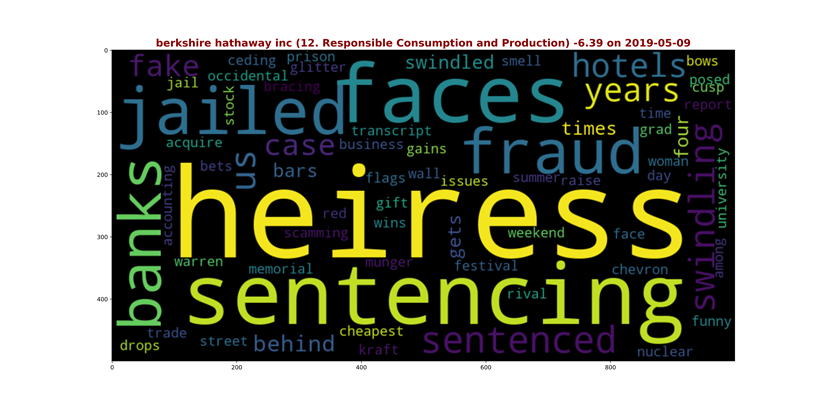 berkshire hathaway inc (12. Responsible Consumption and Production) -6.39 on 2019-05-09
0
100
200
300
400
0
200
400
600
800
fake
ceding
prison
glitter
occidental
jail
bracing
swindled
smell
hotels
bows
posed
cusp
stock
jailed
faces
years
report
time
acquire
transcript
times
grad
four
case
business
gains
fraud
woman
us
bars
bets
flags
wall
issues
summer
raise
day
banks
accounting
heiress
swindling
university
gift
red
wins
scamming
gets
weekend
face
among
warren
memorial
munger
festival
chevron
sentencing
rival
funny
trade
drops
street
behind
cheapest
kraft
sentenced
nuclear